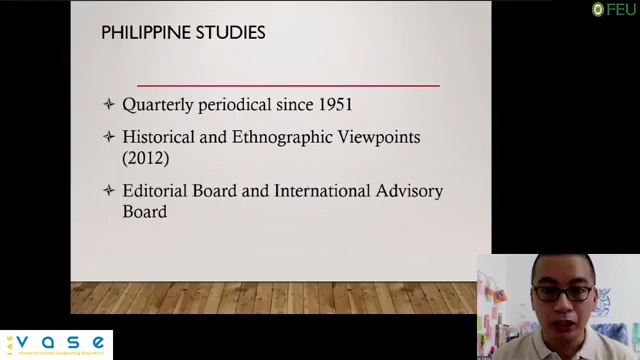 FEU
PHILIPPINE STUDIES
Quarterly periodical since 1951
Historical and Ethnographic Viewpoints
(2012)
Editorial Board and International Advisory
Board
IAS
vase